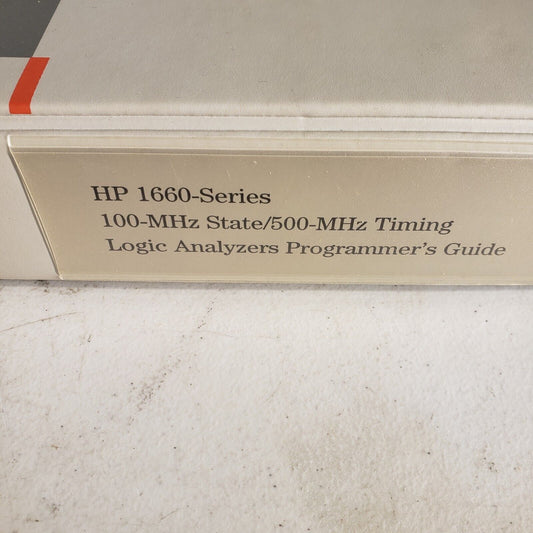 HP 1660-Series
100-MHz State/500-MHz Timing
Logic Analyzers Programmer's Guide